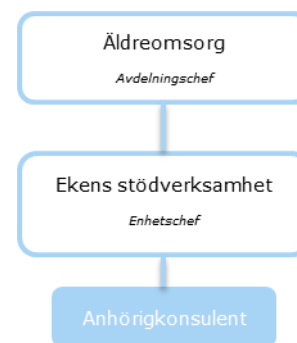 Äldreomsorg
Avdelningschef
Ekens stödverksamhet
Enhetschef
Anhörigkonsulent